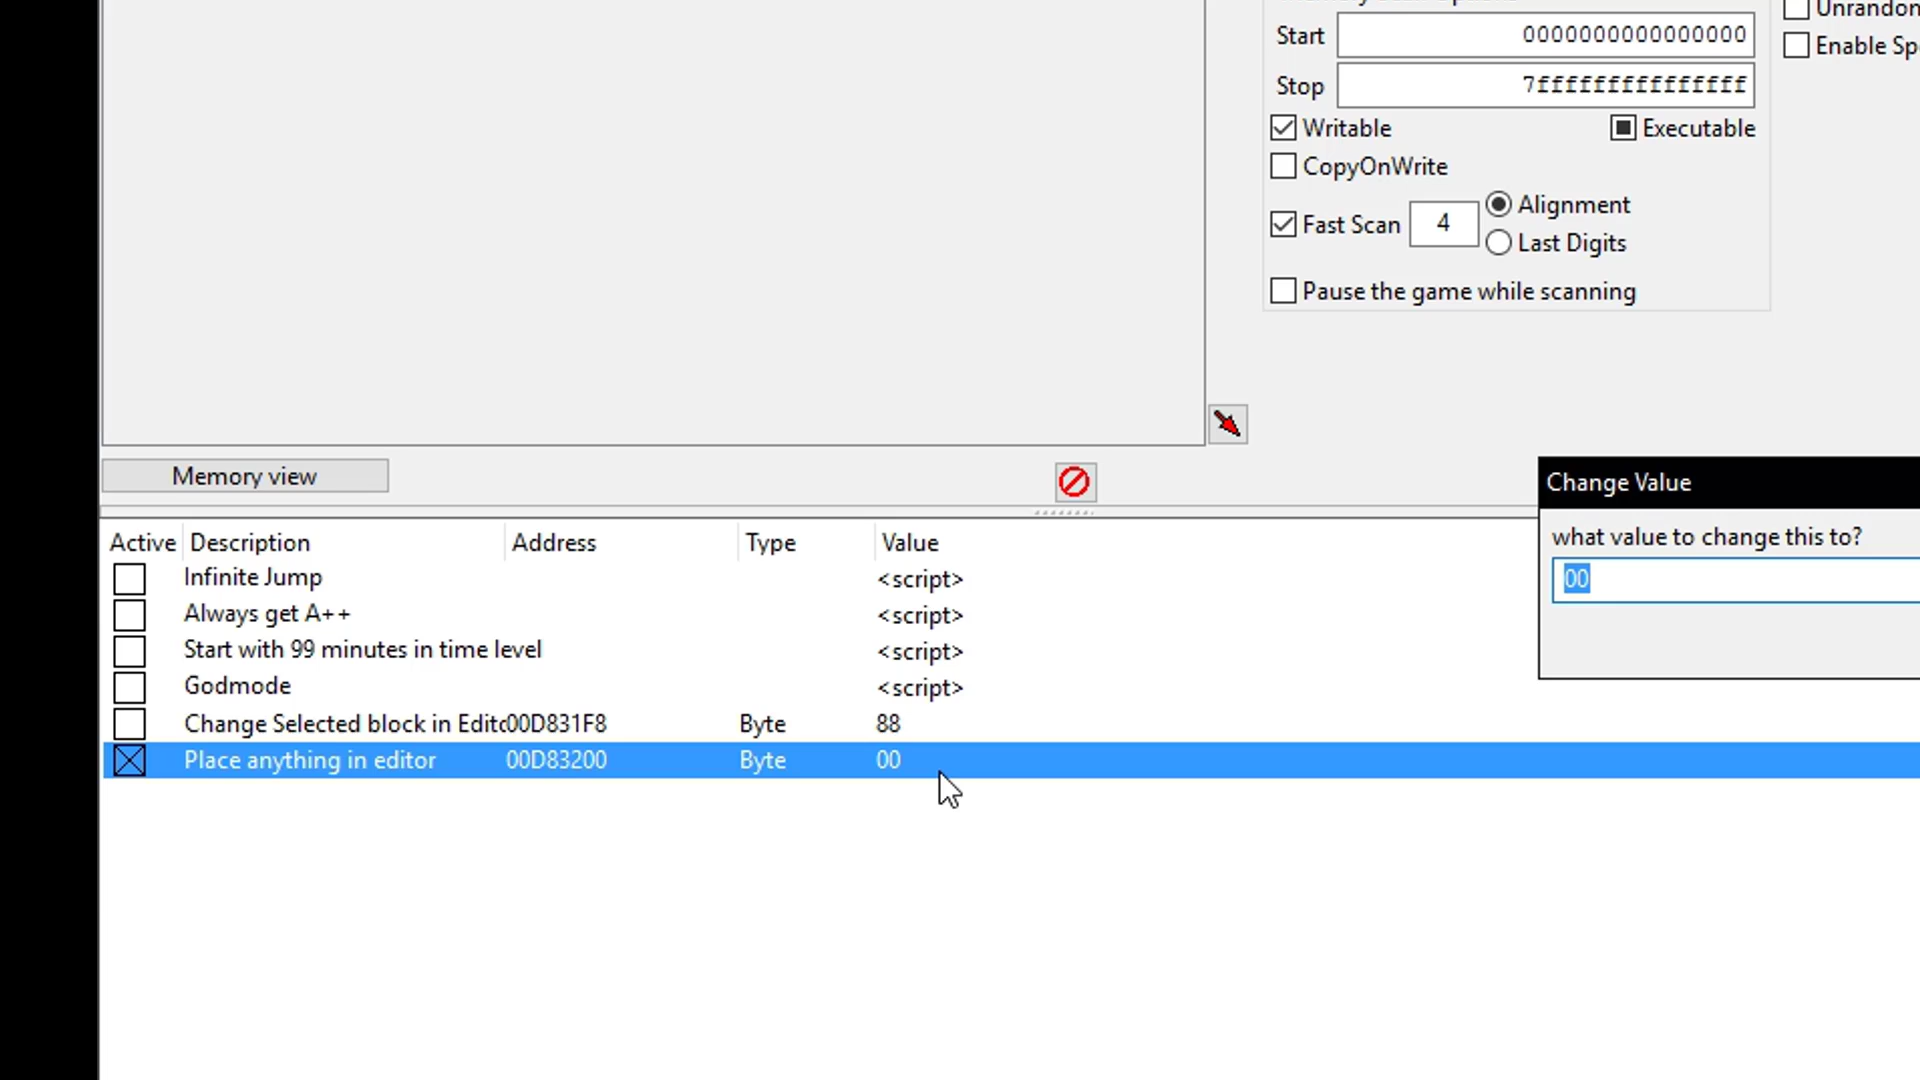 Start 0000000000000000
Enable
Stop 7fffffffffffffff
Writable Executable
CopyOnWrite
Fast Scan 4 Alignment
Last Digits
Pause the game while scanning
Memory view
Change Value
what value to change this to?
00
Active Description Address Type Value
Infinite Jump <script>
Always get A++ <script>
Start with 99 minutes in time level <script>
Godmode <script>
Change Selected block in Editc 00D831F8 Byte 88
Place anything in editor 00D83200 Byte 00